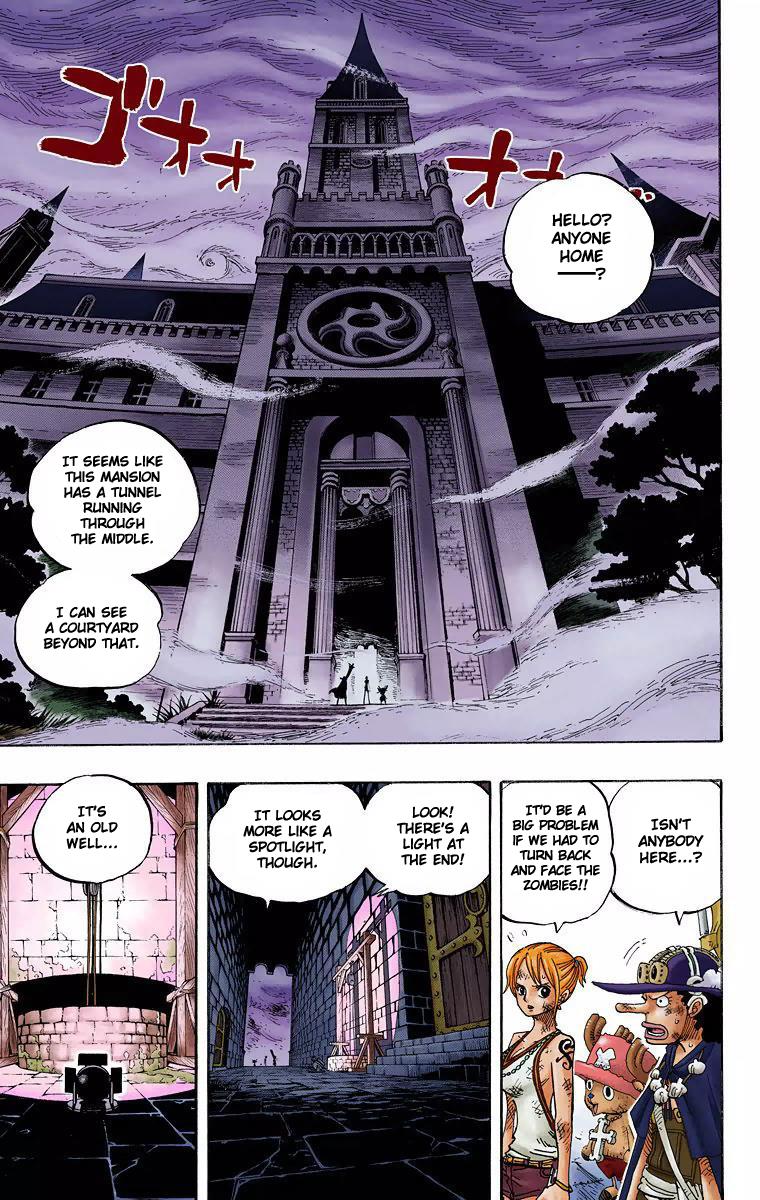 ゴオオオオ
HELLO?
ANYONE
HOME
——?
IT SEEMS LIKE
THIS MANSION
HAS A TUNNEL
RUNNING
THROUGH
THE MIDDLE.
I CAN SEE
A COURTYARD
BEYOND THAT.
ISN'T
ANYBODY
HERE...?
IT'D BE A
BIG PROBLEM
IF WE HAD TO
TURN BACK
AND FACE THE
ZOMBIES!!
LOOK!
THERE'S A
LIGHT AT
THE END!
IT LOOKS
MORE LIKE A
SPOTLIGHT,
THOUGH.
IT'S
AN OLD
WELL...